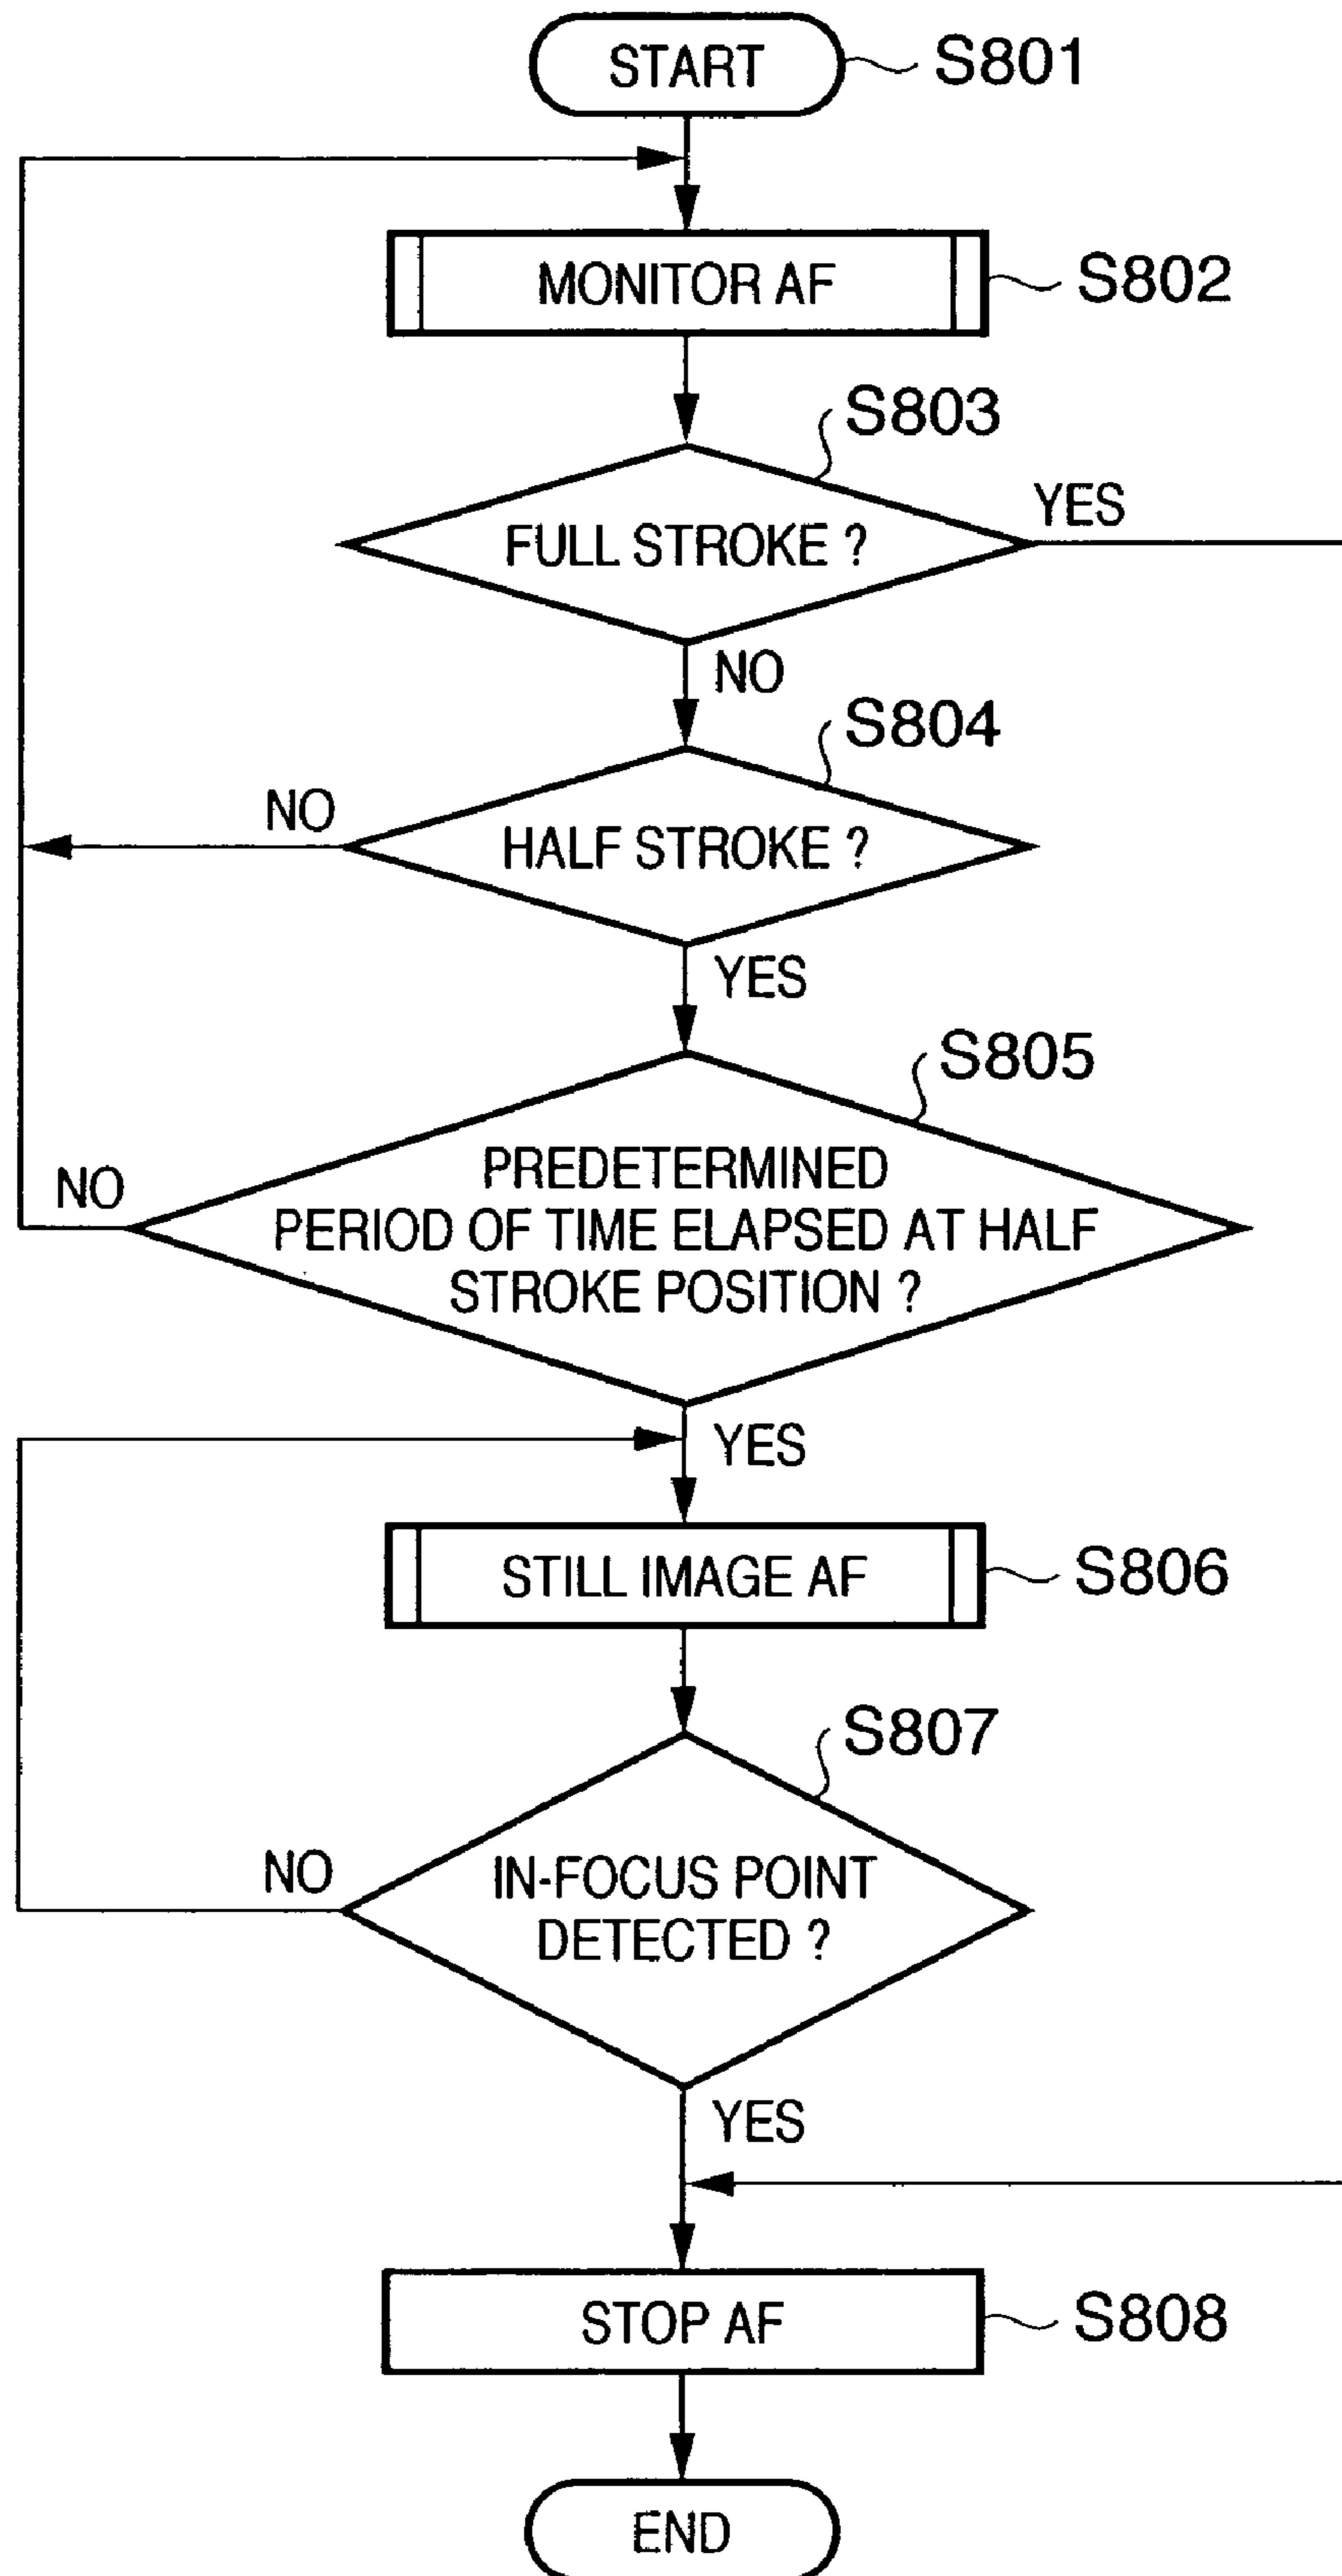 START
S801
MONITOR AF
S802
S803
FULL STROKE ?
YES
NO
S804
HALF STROKE ?
NO
YES
S805
PREDETERMINED
PERIOD OF TIME ELAPSED AT HALF
STROKE POSITION ?
NO
YES
STILL IMAGE AF
S806
S807
IN-FOCUS POINT
DETECTED ?
NO
YES
STOP AF
S808
END